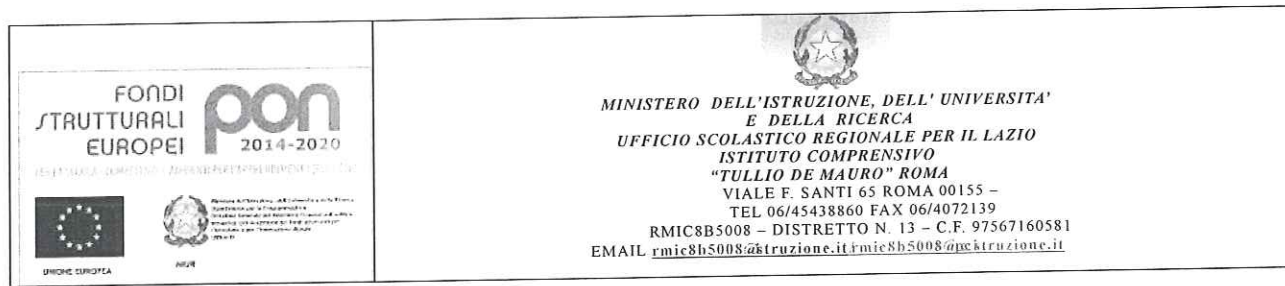 FONDI
STRUTTURALI
EUROPEI
pon
2014-2020
UNIONE EUROPEA
MIUR
MINISTERO DELL'ISTRUZIONE, DELL' UNIVERSITA'
E DELLA RICERCA
UFFICIO SCOLASTICO REGIONALE PER IL LAZIO
ISTITUTO COMPRENSIVO
"TULLIO DE MAURO" ROMA
VIALE F. SANTI 65 ROMA 00155 –
TEL 06/45438860 FAX 06/4072139
RMIC8B5008 – DISTRETTO N. 13 – C.F. 97567160581
EMAIL rmic8b5008@istruzione.it rmic8b5008@pc.istruzione.it